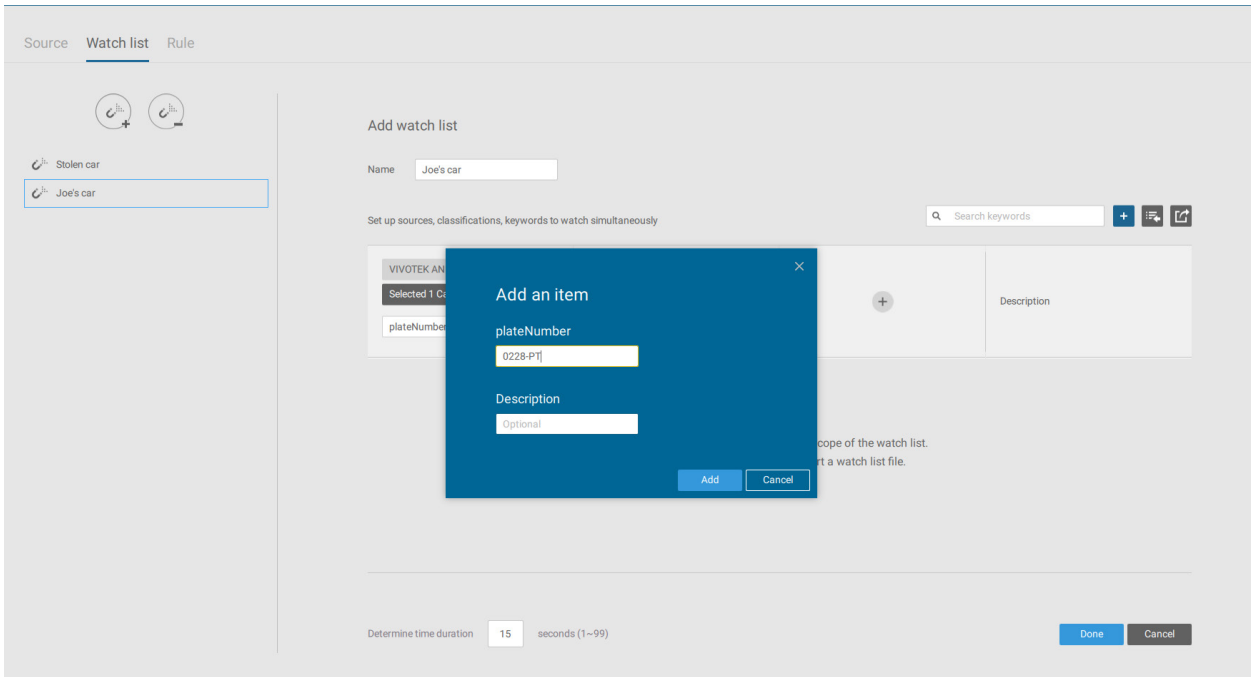 Source Watch list Rule
Stolen car
Joe's car
Add watch list
Name Joe's car
Set up sources, classifications, keywords to watch simultaneously
Search keywords
VIVOTEK AN
Selected 1 Ca
plateNumber
Description
Add an item
plateNumber
0228-PT
Description
Optional
Add Cancel
cope of the watch list.
rt a watch list file.
Determine time duration 15 seconds (1~99)
Done Cancel